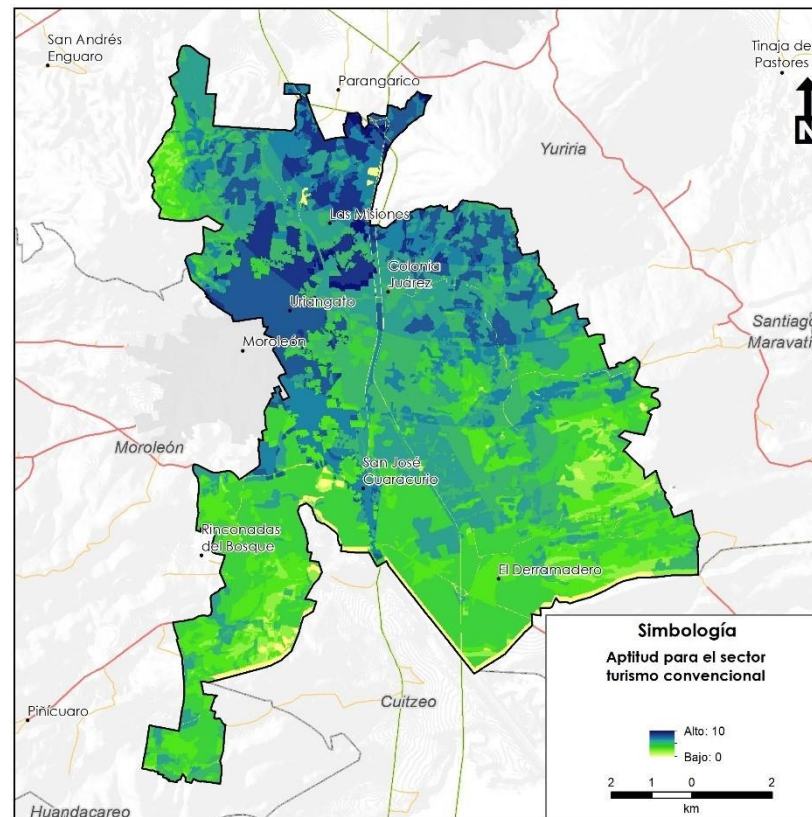 San Andrés
Enguaro
Parangarico
Tinaja de
Pastores
N
Yuriria
Las Misiones
Colonia
Juárez
Uriangato
Santiago
Maravatí
Moroleón
Moroleón
San José
Cuaracurio
Rinconadas
del Bosque
El Derramadero
Simbología
Aptitud para el sector
turismo convencional
Piñícuaro
Cuitzeo
Alto: 10
Bajo: 0
2 1 0 2
km
Huandacareo